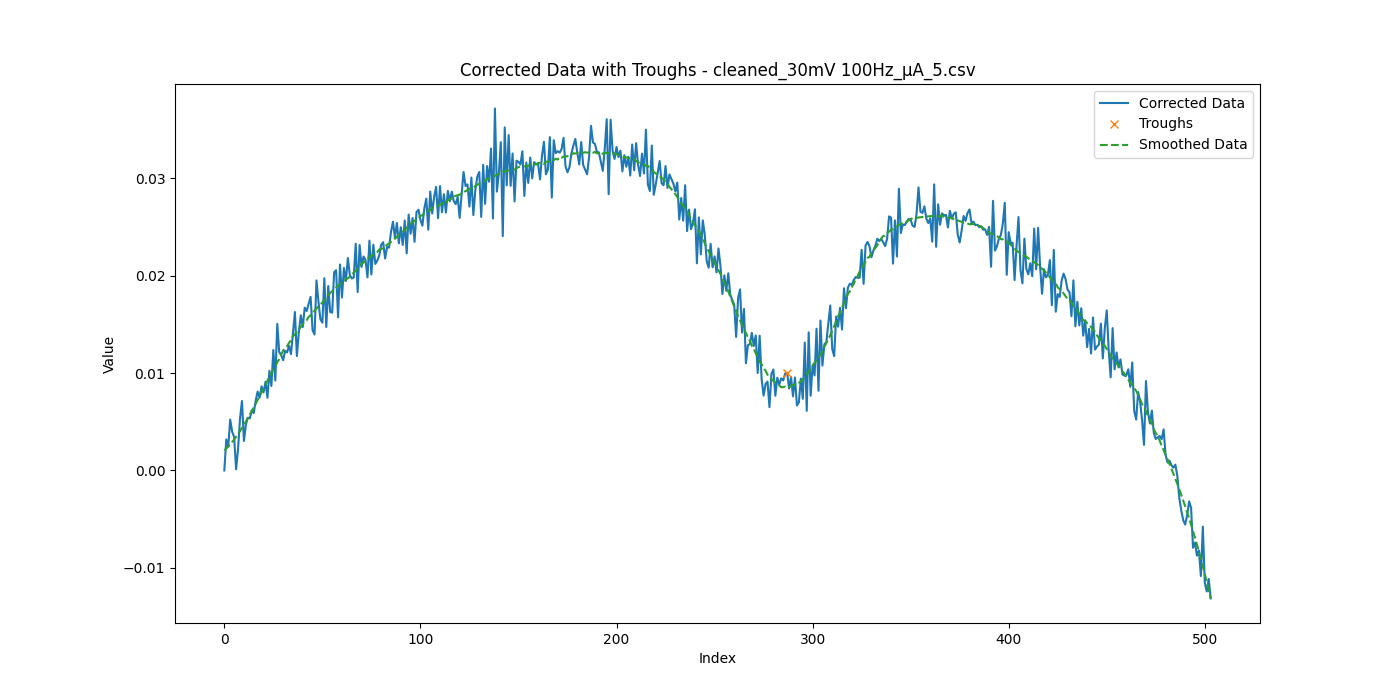 Corrected Data with Troughs - cleaned_30mV 100Hz_µA_5.csv
Corrected Data
Troughs
Smoothed Data
Value
0.03
0.02
0.01
0.00
−0.01
0
100
200
300
400
500
Index